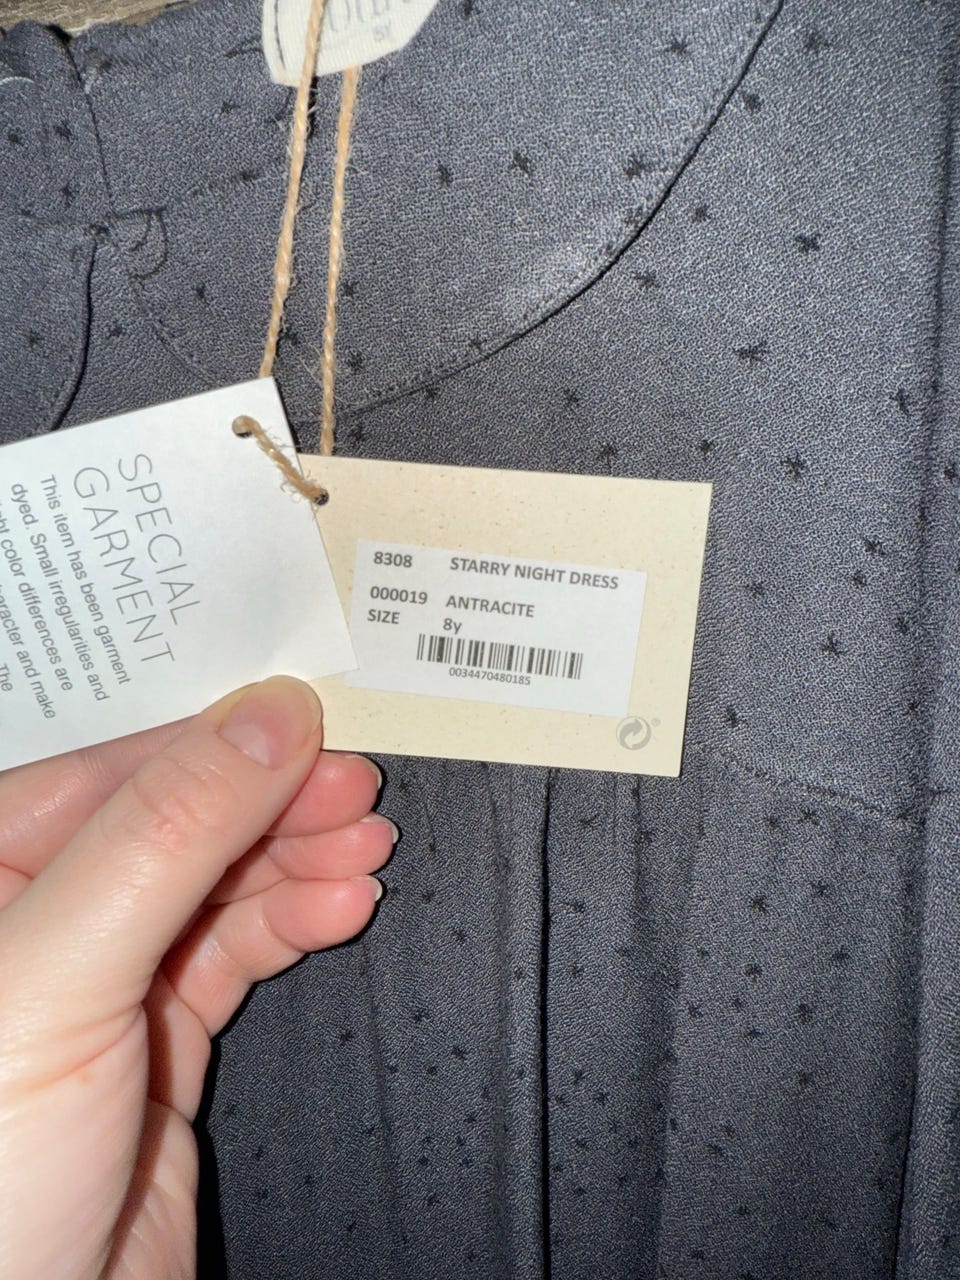 SPECIAL
GARMENT
This item has been garment
dyed. Small irregularities and
color differences are
and make
The
8308 STARRY NIGHT DRESS
000019 ANTRACITE
SIZE 8y
0034470480185